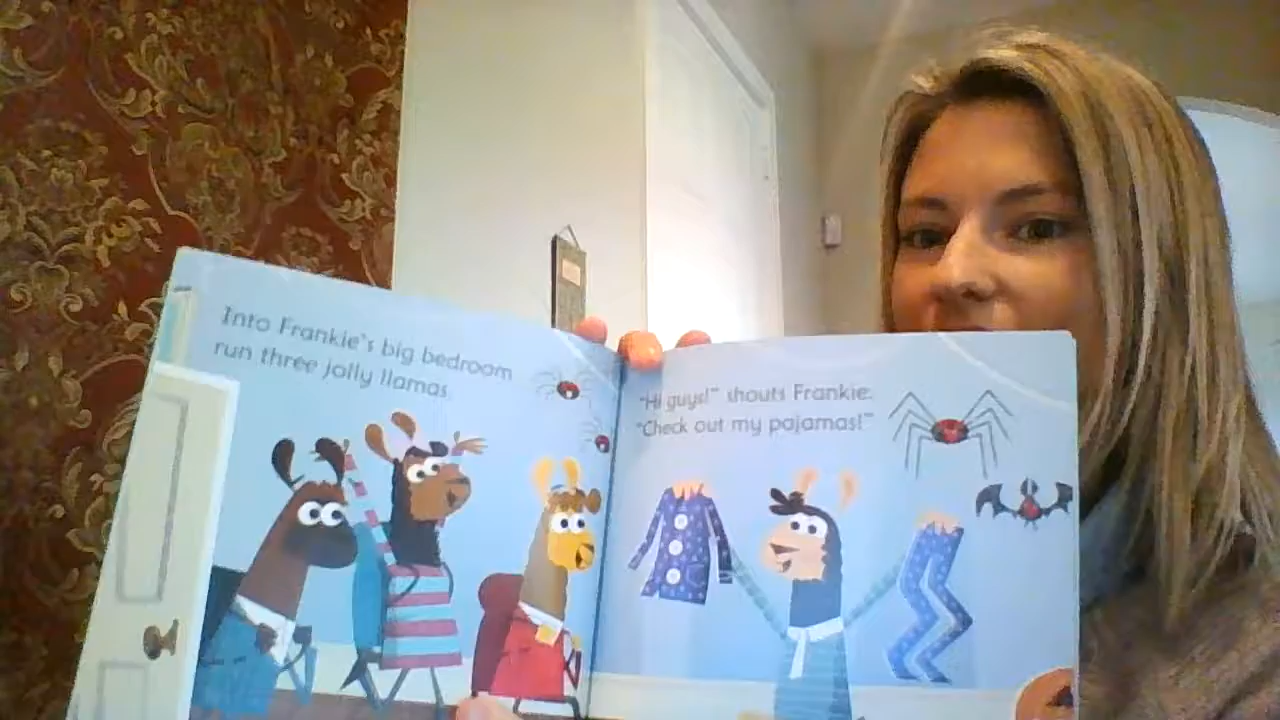 Into Frankie's big bedroom
run three jolly llamas.
"Hi guys!" shouts Frankie.
"Check out my pajamas!"